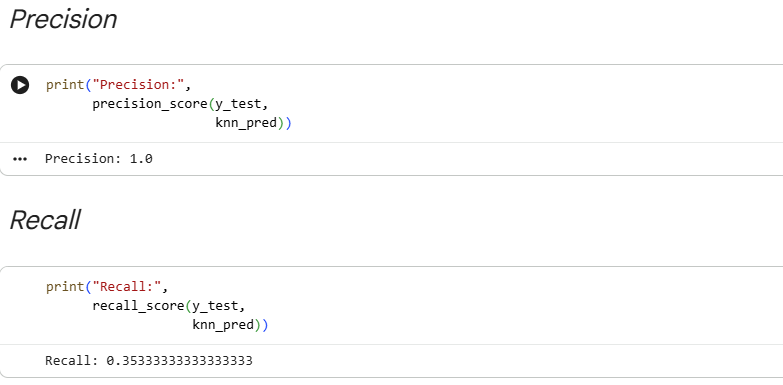 Precision
print("Precision:",
precision_score(y_test,
knn_pred))
Precision: 1.0
Recall
print("Recall:",
recall_score(y_test,
knn_pred))
Recall: 0.35333333333333333